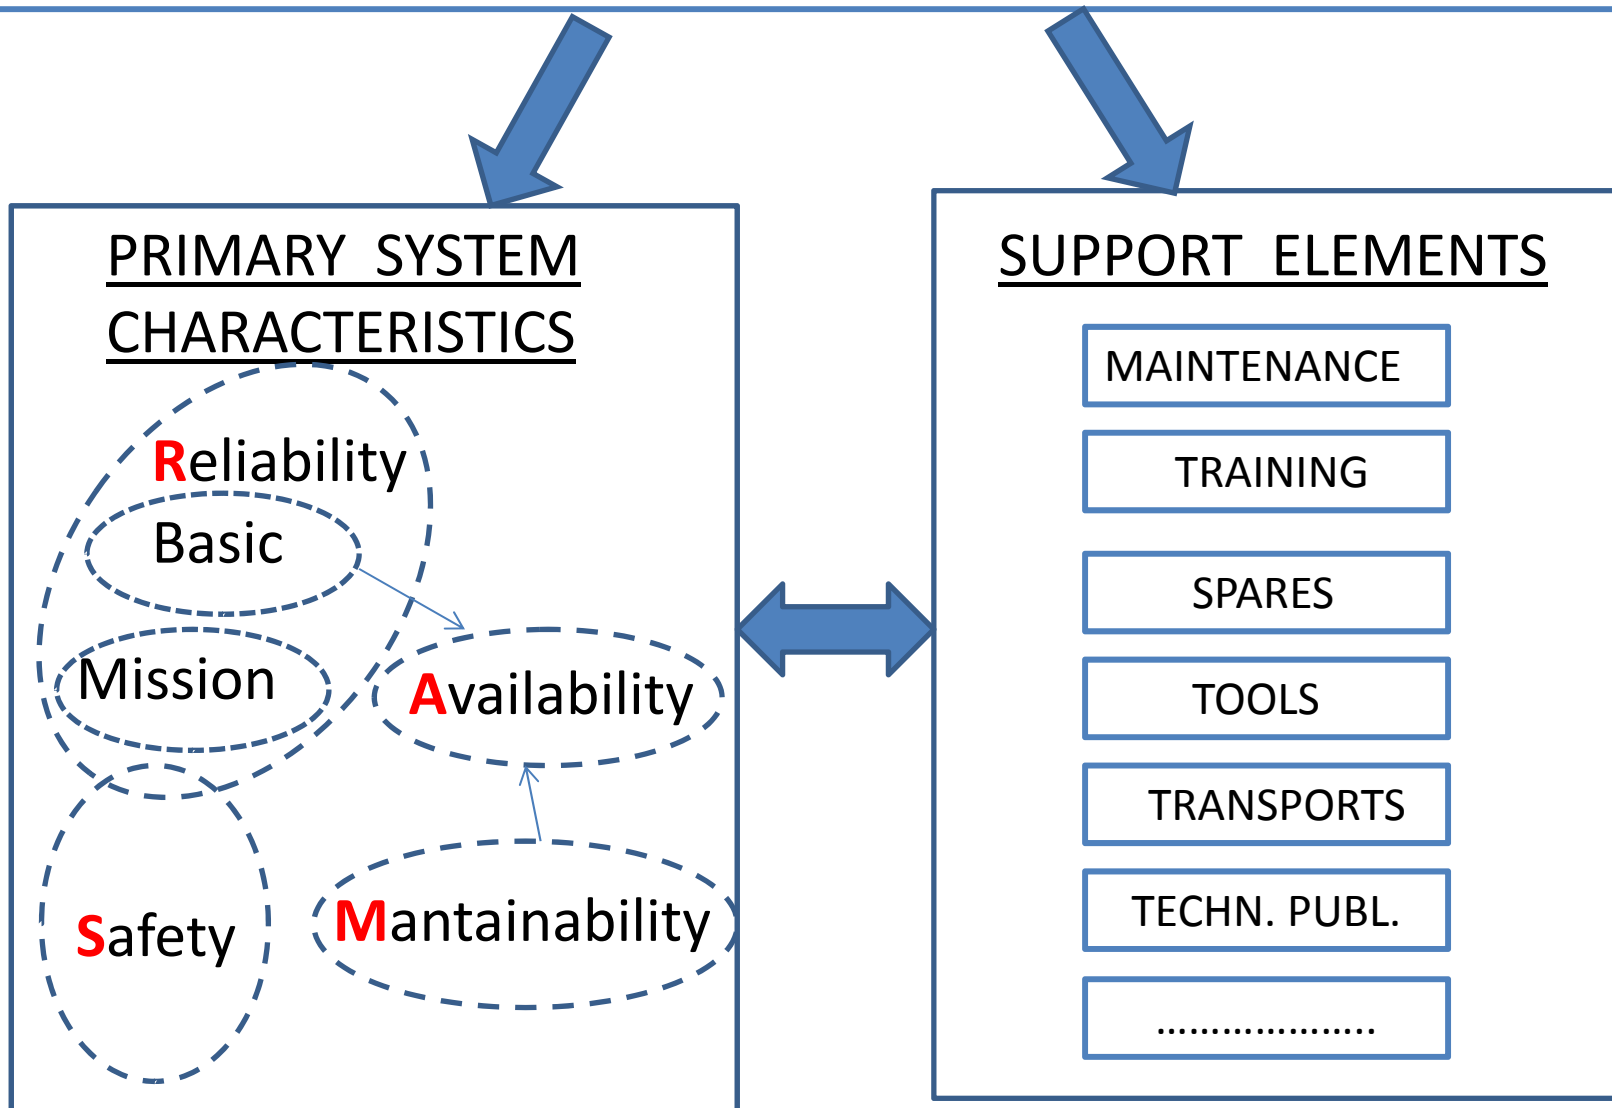 PRIMARY SYSTEM
CHARACTERISTICS
Reliability
Basic
Mission
Availability
Safety
Mantainability
SUPPORT ELEMENTS
MAINTENANCE
TRAINING
SPARES
TOOLS
TRANSPORTS
TECHN. PUBL.
………………..